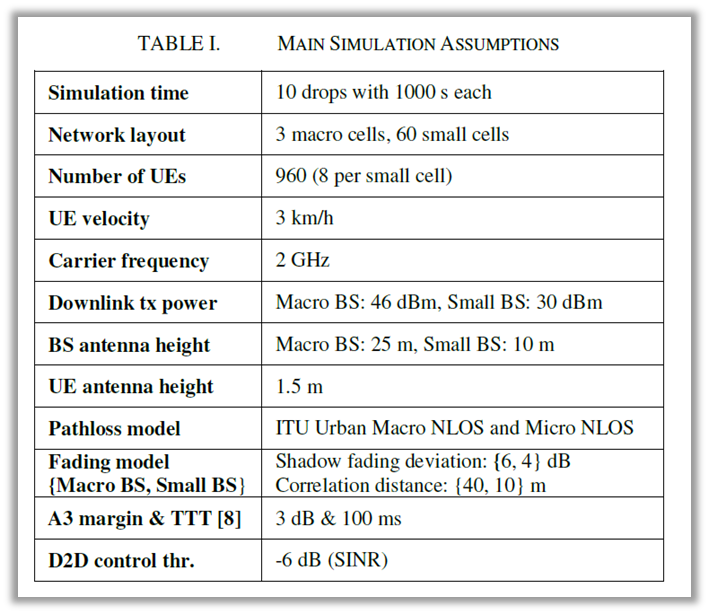 TABLE I. MAIN SIMULATION ASSUMPTIONS
Simulation time 10 drops with 1000 s each
Network layout 3 macro cells, 60 small cells
Number of UEs 960 (8 per small cell)
UE velocity 3 km/h
Carrier frequency 2 GHz
Downlink tx power Macro BS: 46 dBm, Small BS: 30 dBm
BS antenna height Macro BS: 25 m, Small BS: 10 m
UE antenna height 1.5 m
Pathloss model ITU Urban Macro NLOS and Micro NLOS
Fading model Shadow fading deviation: {6, 4} dB
{Macro BS, Small BS} Correlation distance: {40, 10} m
A3 margin & TTT [8] 3 dB & 100 ms
D2D control thr. -6 dB (SINR)